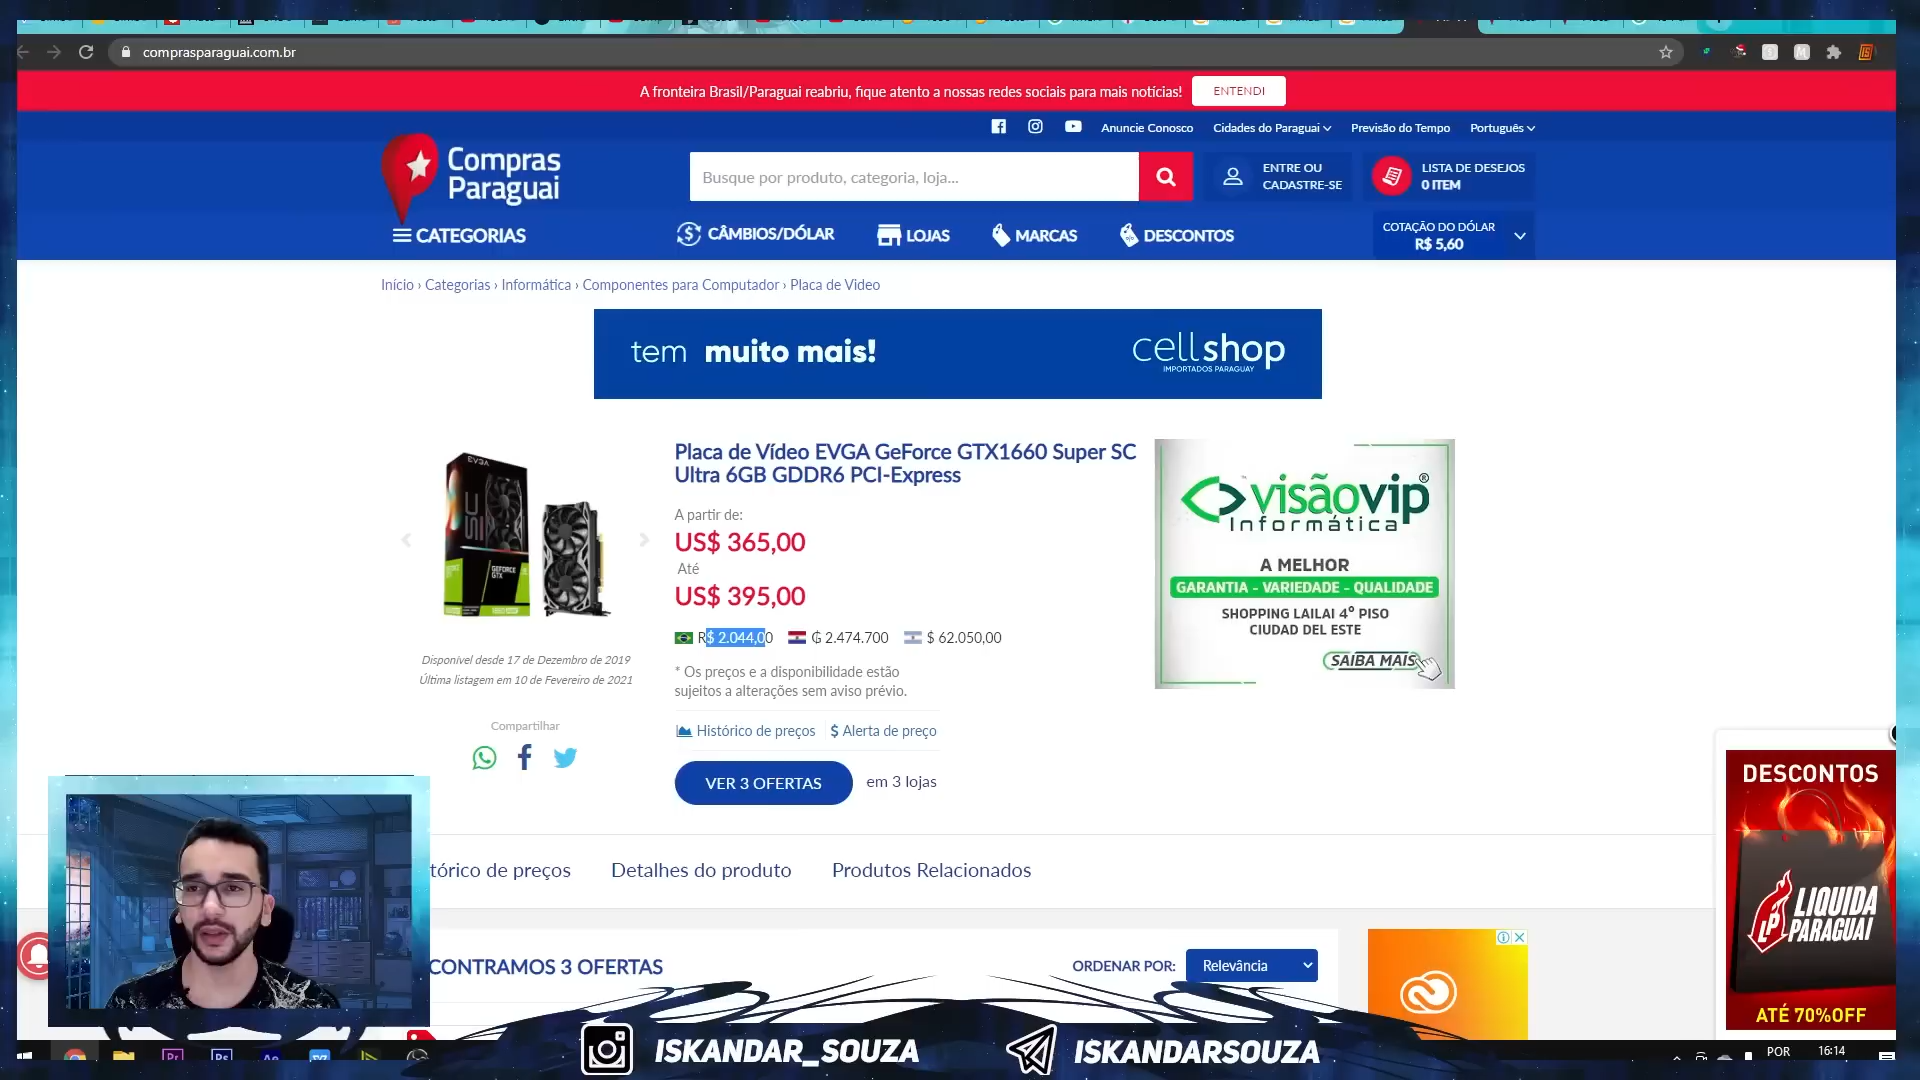 comprasparaguai.com.br
A fronteira Brasil/Paraguai reabriu, fique atento a nossas redes sociais para mais notícias!
ENTENDI
Anuncie Conosco
Cidades do Paraguai
Previsão do Tempo
Português
Compras
Paraguai
Busque por produto, categoria, loja...
ENTRE OU
CADASTRE-SE
LISTA DE DESEJOS
0 ITEM
CATEGORIAS
CÂMBIOS/DÓLAR
LOJAS
MARCAS
DESCONTOS
COTAÇÃO DO DÓLAR
R$ 5,60
Início › Categorias › Informática › Componentes para Computador › Placa de Video
tem muito mais!
cellshop
IMPORTADOS PARAGUAY
EVGA
SC
GEFORCE
GTX
Placa de Vídeo EVGA GeForce GTX1660 Super SC
Ultra 6GB GDDR6 PCI-Express
A partir de:
US$ 365,00
Até
US$ 395,00
R$ 2.044,00
₲ 2.474.700
$ 62.050,00
* Os preços e a disponibilidade estão
sujeitos a alterações sem aviso prévio.
Histórico de preços
$ Alerta de preço
VER 3 OFERTAS
em 3 lojas
Disponível desde 17 de Dezembro de 2019
Última listagem em 10 de Fevereiro de 2021
Compartilhar
visãovip®
Informática
A MELHOR
GARANTIA - VARIEDADE - QUALIDADE
SHOPPING LAILAI 4º PISO
CIUDAD DEL ESTE
SAIBA MAIS
DESCONTOS
LP
LIQUIDA
PARAGUAI
ATÉ 70%OFF
tórico de preços
Detalhes do produto
Produtos Relacionados
CONTRAMOS 3 OFERTAS
ORDENAR POR:
Relevância
ISKANDAR_SOUZA
ISKANDARSOUZA
Pr
Ps
Ae
POR
16:14